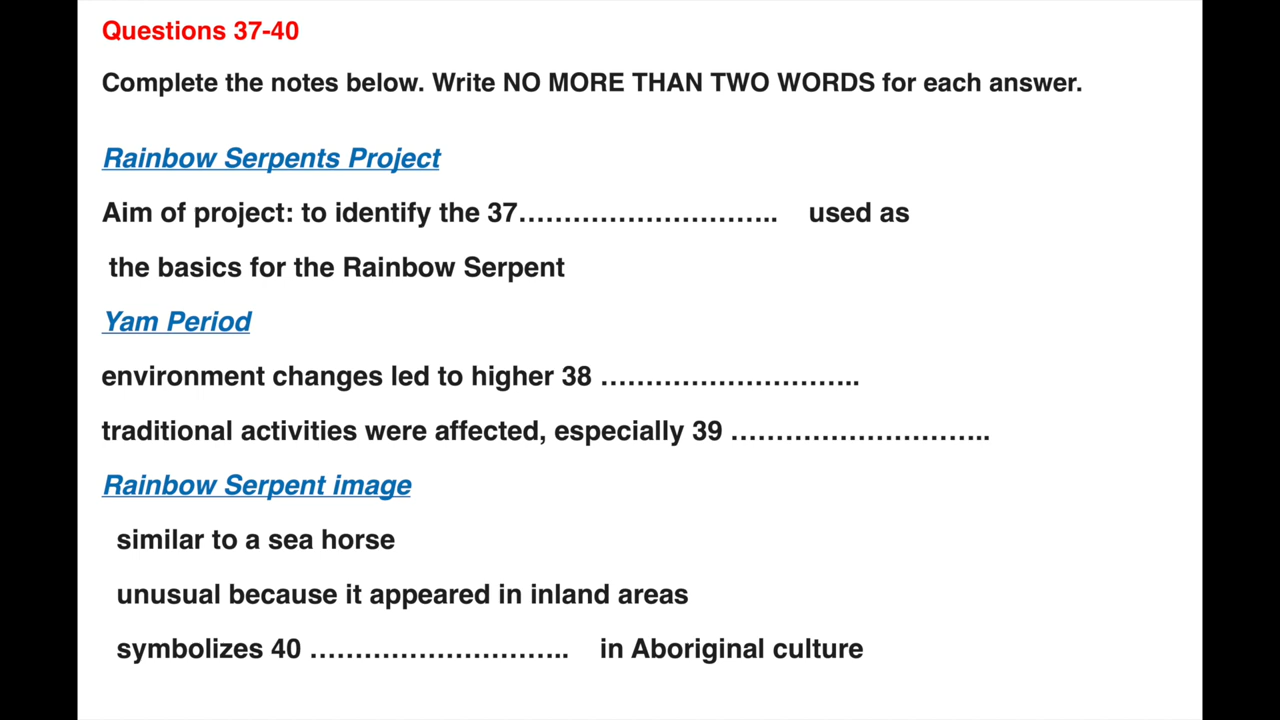 Questions 37-40
Complete the notes below. Write NO MORE THAN TWO WORDS for each answer.
Rainbow Serpents Project
Aim of project: to identify the 37……………………….. used as
the basics for the Rainbow Serpent
Yam Period
environment changes led to higher 38 ………………………..
traditional activities were affected, especially 39 ………………………..
Rainbow Serpent image
similar to a sea horse
unusual because it appeared in inland areas
symbolizes 40 ……………………….. in Aboriginal culture